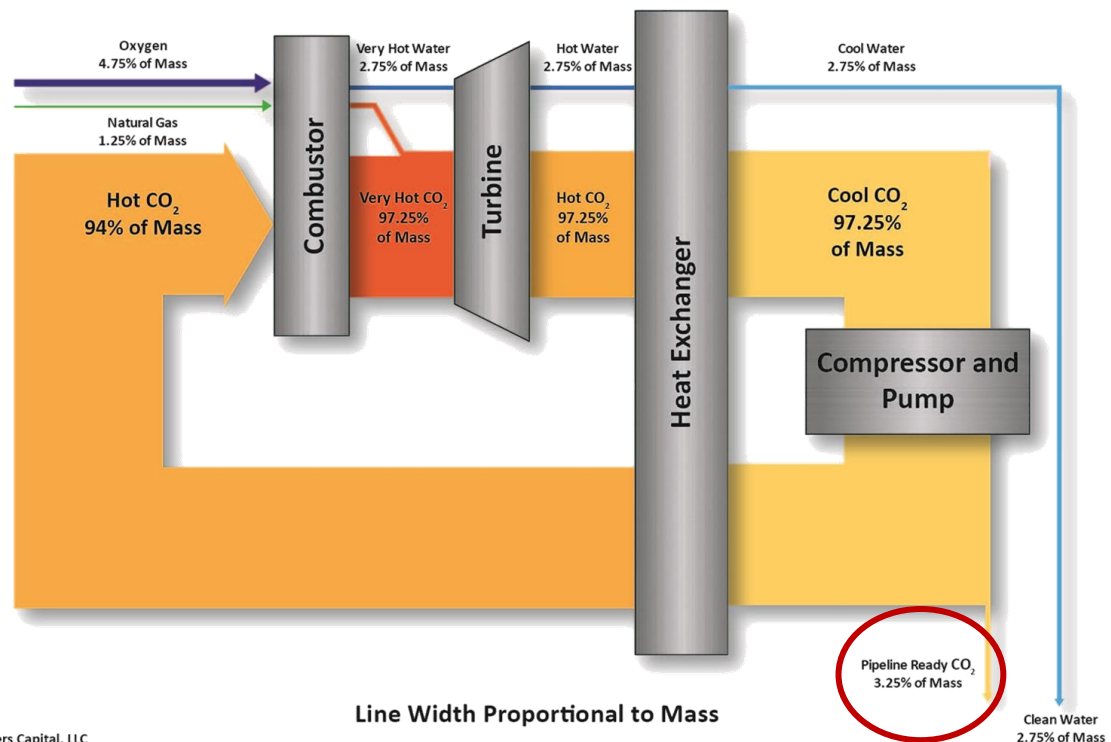 Oxygen
4.75% of Mass
Very Hot Water
2.75% of Mass
Hot Water
2.75% of Mass
Cool Water
2.75% of Mass
Natural Gas
1.25% of Mass
Hot CO₂
94% of Mass
Combustor
Very Hot CO₂
97.25%
of Mass
Turbine
Hot CO₂
97.25%
of Mass
Heat Exchanger
Cool CO₂
97.25%
of Mass
Compressor and
Pump
Pipeline Ready CO₂
3.25% of Mass
Line Width Proportional to Mass
Clean Water
2.75% of Mass
Capital, LLC